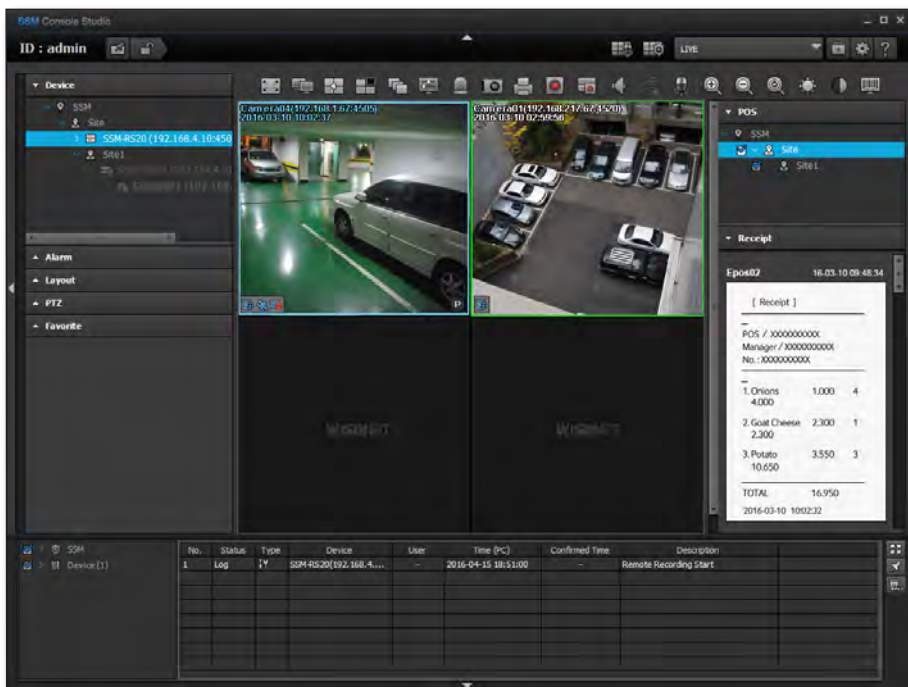 SSM Console Studio
ID : admin
LIVE
?
Device
SSM
Site
SSM-RS20 (192.168.4.10:450
Site1
Alarm
Layout
PTZ
Favorite
Camera04(192.168.1.67:4505)
2016-03-10 10:02:37
P
Camera01(192.168.217.67:4520)
2016-03-10 02:59:56
WISENET
WISENET
POS
SSM
Site
Site1
Receipt
Epos02 16-03-10 09:48:34
[ Receipt ]
POS / XXXXXXXXXX
Manager / XXXXXXXXXX
No. : XXXXXXXXXX
1. Onions 1.000 4
4.000
2. Goat Cheese 2.300 1
2.300
3. Potato 3.550 3
10.650
TOTAL 16.950
2016-03-10 10:02:32
SSM
Device (1)
No. Status Type Device User Time (PC) Confirmed Time Description
1 Log SSM-RS20(192.168.4.... - 2016-04-15 18:51:00 - Remote Recording Start